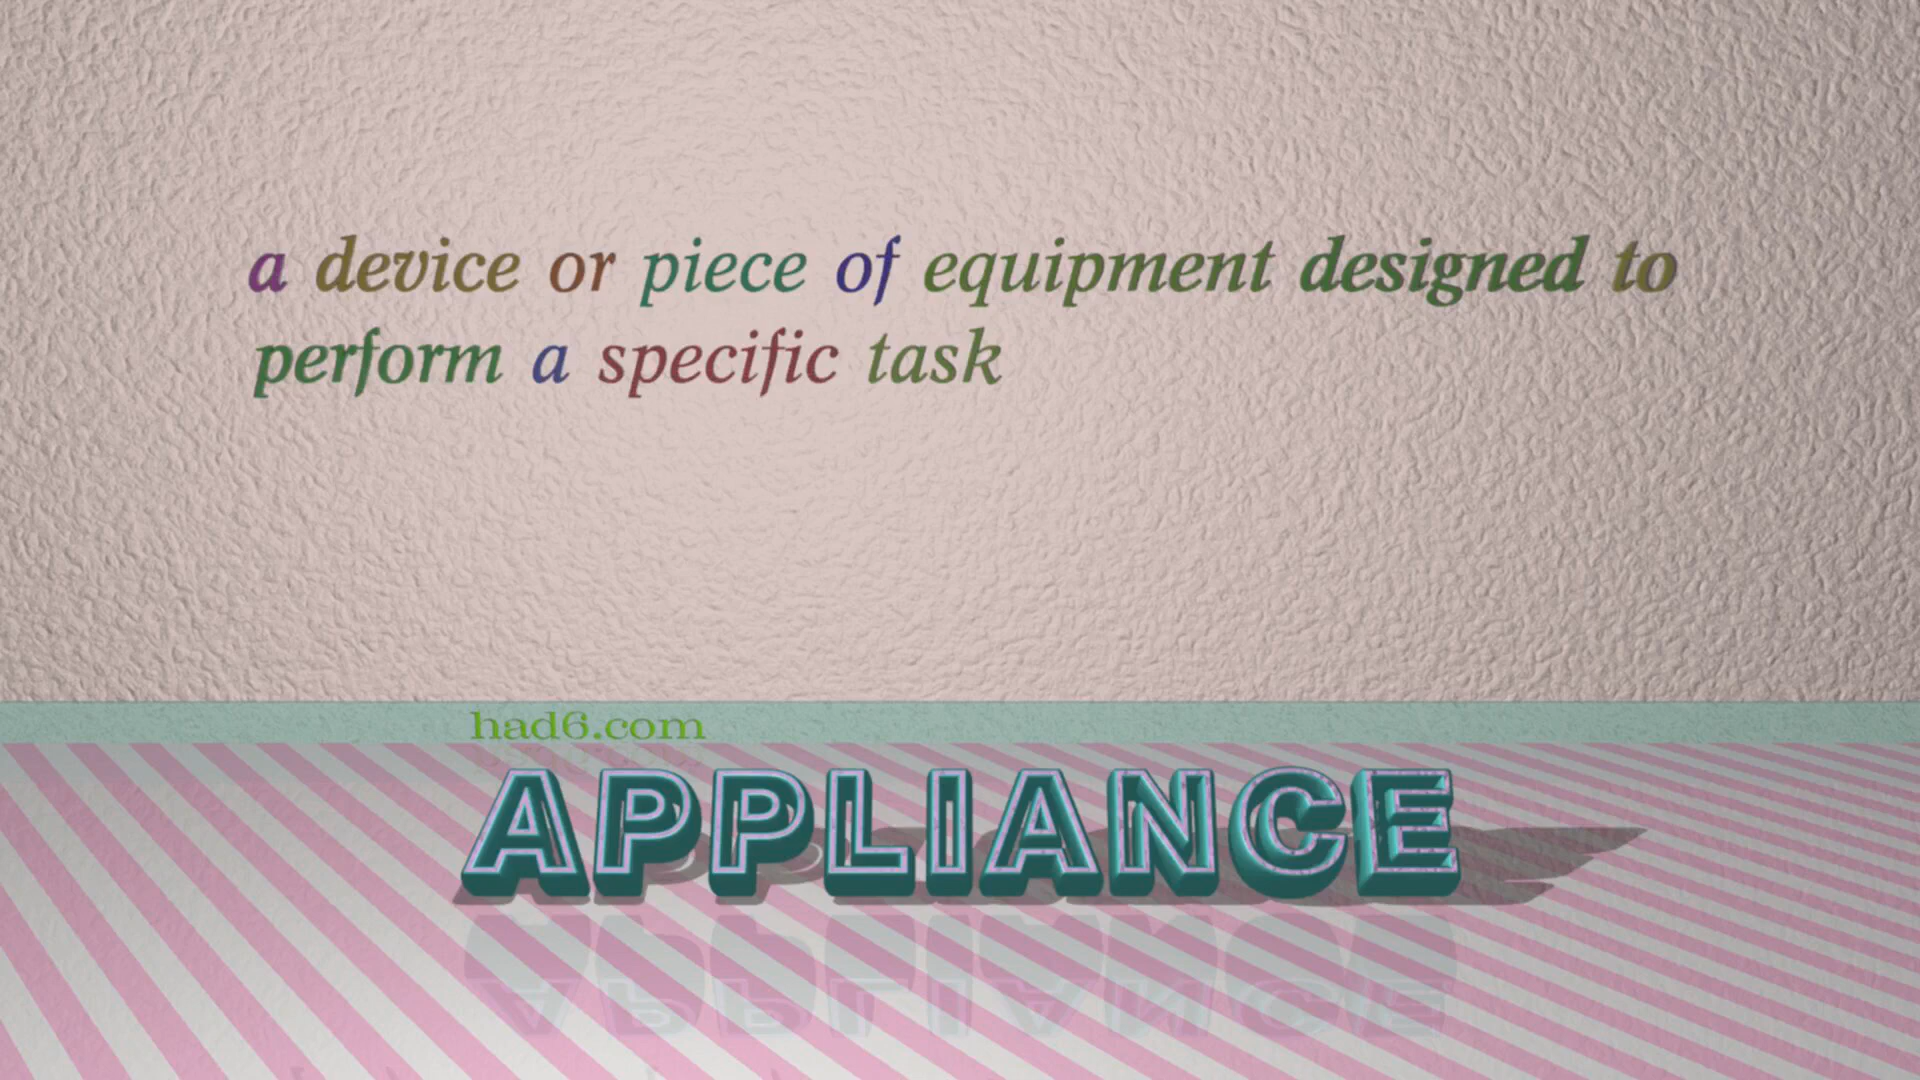 a device or piece of equipment designed to
perform a specific task
had6.com
APPLIANCE